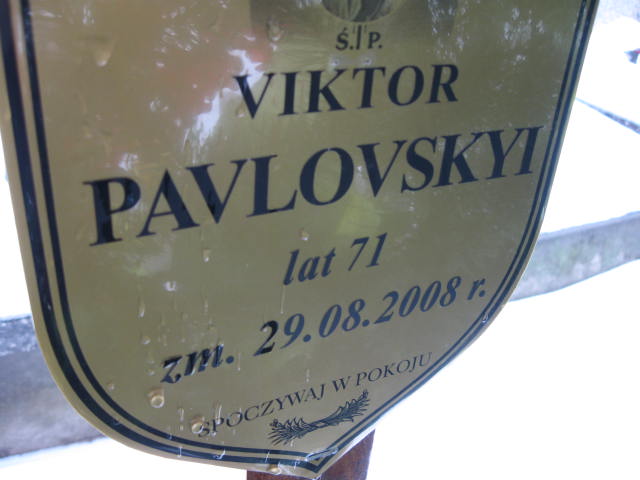 Ś.†P.
VIKTOR
PAVLOVSKYI
lat 71
zm. 29.08.2008 r.
SPOCZYWAJ W POKOJU